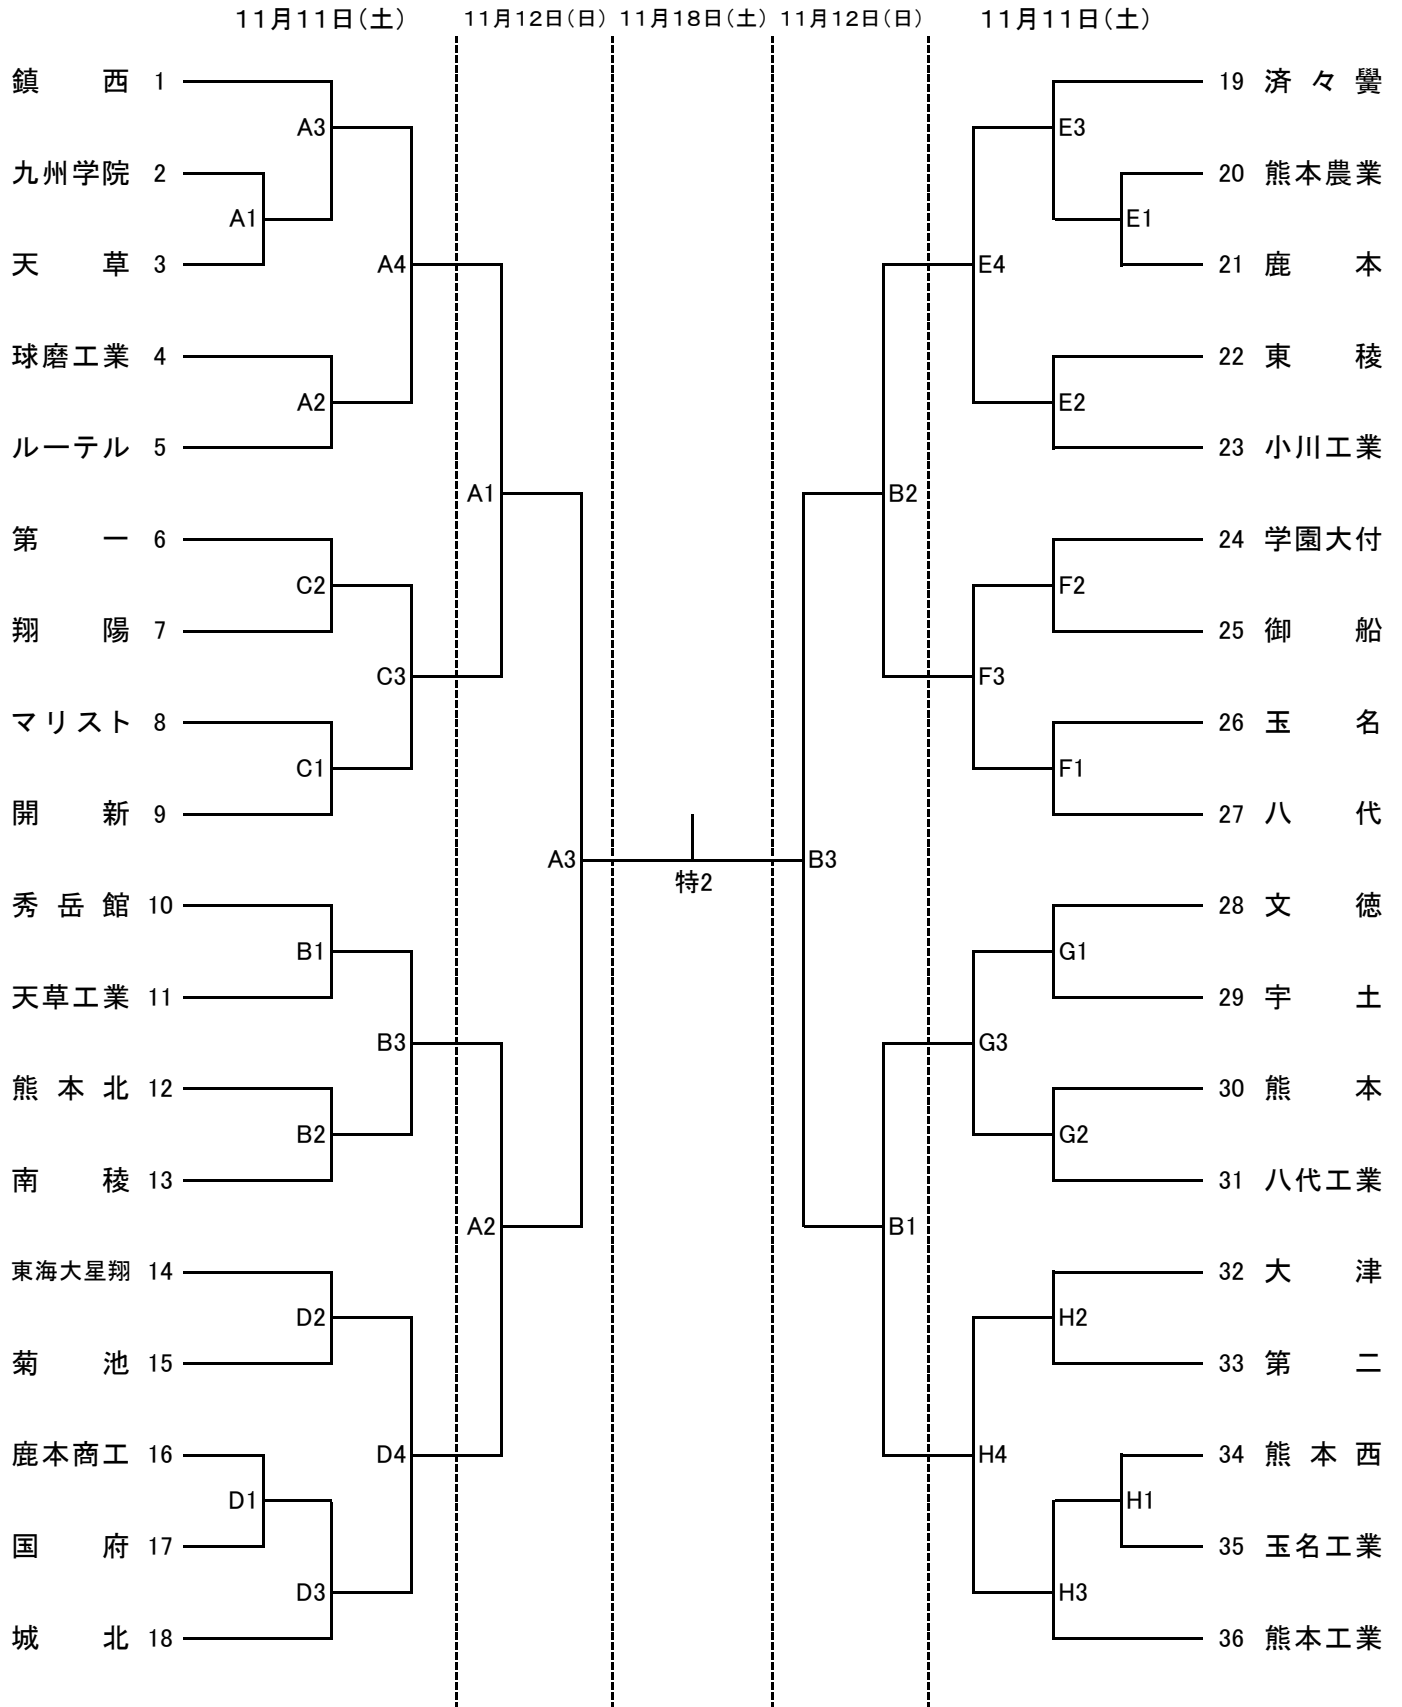 11月11日(土) 11月12日(日) 11月18日(土) 11月12日(日) 11月11日(土)
鎮西 1 19 済々黌
A3 E3
九州学院 2 20 熊本農業
A1 E1
天草 3 A4 E4 21 鹿本
球磨工業 4 22 東稜
A2 E2
ルーテル 5 23 小川工業
A1 B2
第一 6 24 学園大付
C2 F2
翔陽 7 25 御船
C3 F3
マリスト 8 26 玉名
C1 F1
開新 9 27 八代
A3 B3
特2
秀岳館 10 28 文徳
B1 G1
天草工業 11 29 宇土
B3 G3
熊本北 12 30 熊本
B2 G2
南稜 13 31 八代工業
A2 B1
東海大星翔 14 32 大津
D2 H2
菊池 15 33 第二
鹿本商工 16 D4 H4 34 熊本西
D1 H1
国府 17 35 玉名工業
D3 H3
城北 18 36 熊本工業